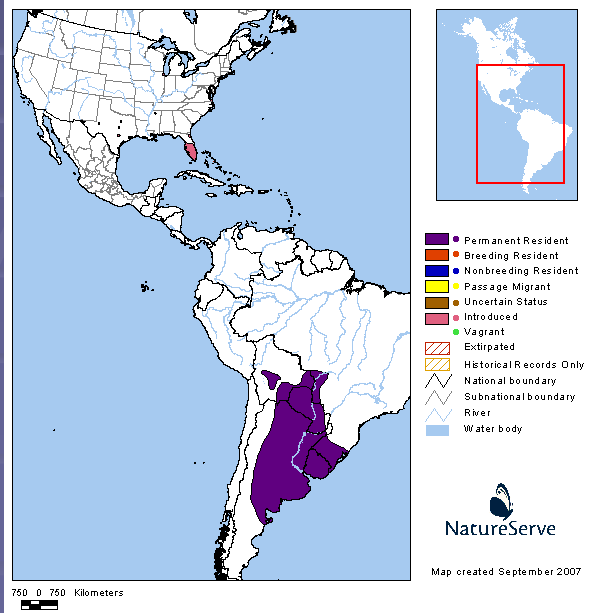 Permanent Resident
Breeding Resident
Nonbreeding Resident
Passage Migrant
Uncertain Status
Introduced
Vagrant
Extirpated
Historical Records Only
National boundary
Subnational boundary
River
Water body
NatureServe
Map created September 2007
750 0 750 Kilometers